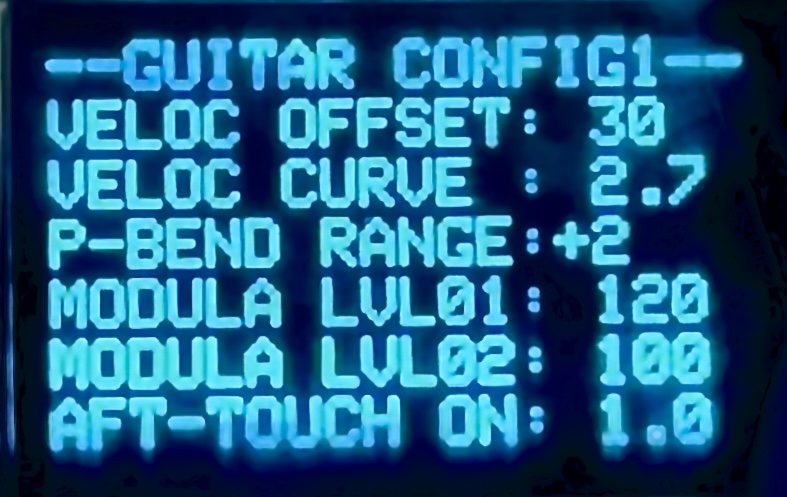 --GUITAR CONFIG1--
VELOC OFFSET: 30
VELOC CURVE : 2.7
P-BEND RANGE:+2
MODULA LVL01: 120
MODULA LVL02: 100
AFT-TOUCH ON: 1.0